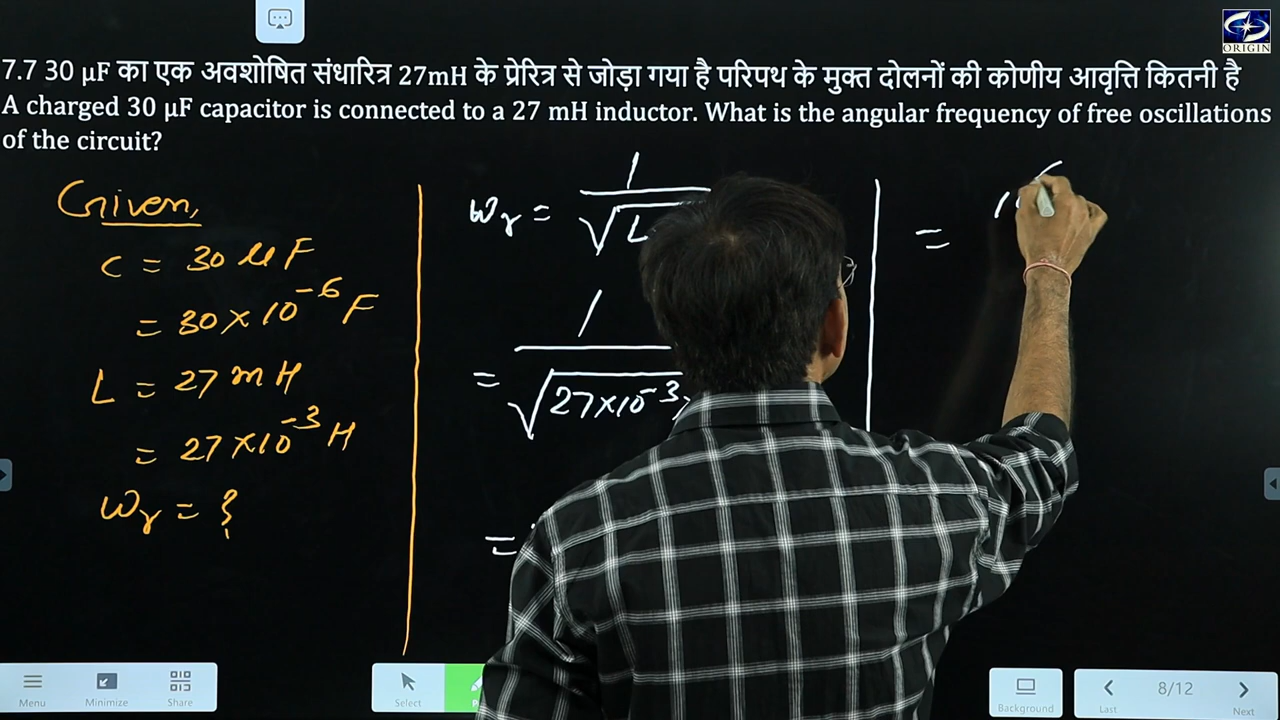 ORIGIN
7.7 30 μF का एक अवशोषित संधारित्र 27mH के प्रेरित्र से जोड़ा गया है परिपथ के मुक्त दोलनों की कोणीय आवृत्ति कितनी है
A charged 30 μF capacitor is connected to a 27 mH inductor. What is the angular frequency of free oscillations
of the circuit?
Given,
C = 30 μF
= 30×10⁻⁶ F
L = 27 mH
= 27×10⁻³ H
ωr = ?
ωr = 1/√L
= 1/√27×10⁻³×
=
=
Menu
Minimize
Share
Select
Background
8/12
Last
Next